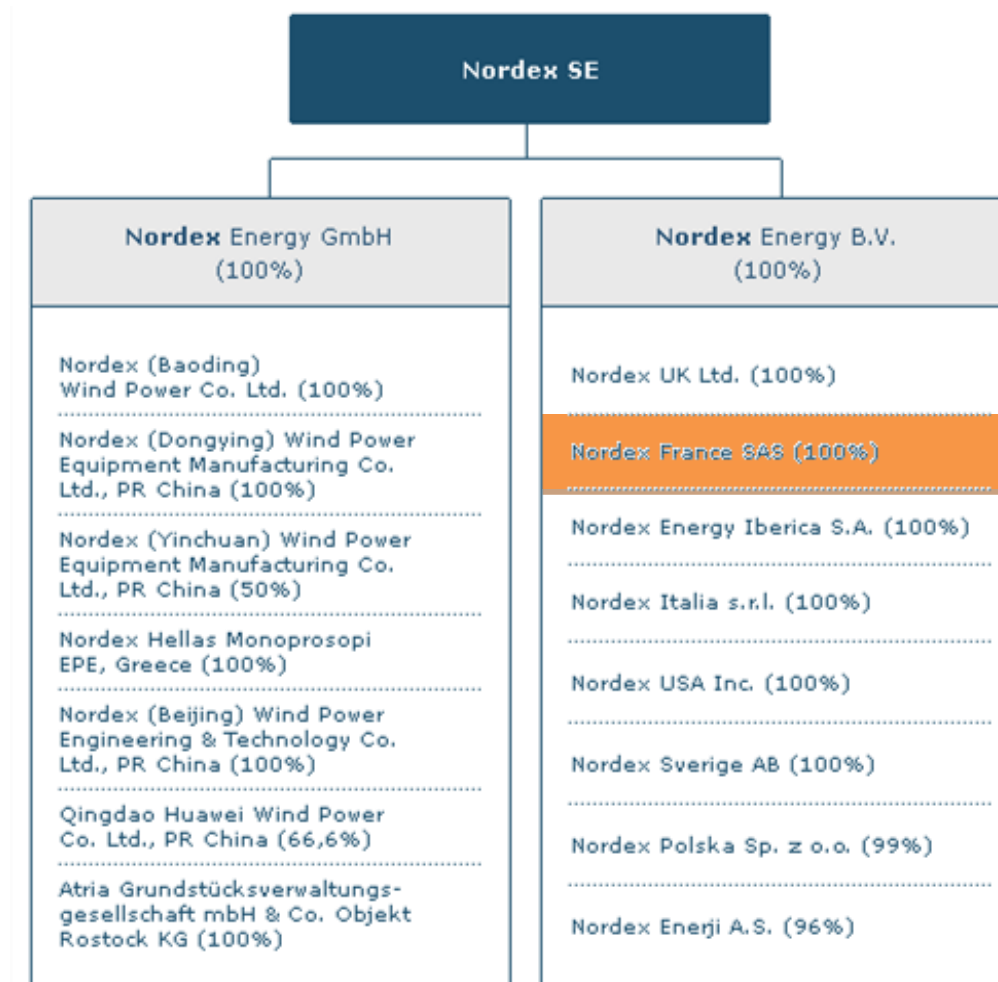 Nordex SE
Nordex Energy GmbH
(100%)
Nordex (Baoding)
Wind Power Co. Ltd. (100%)
Nordex (Dongying) Wind Power
Equipment Manufacturing Co.
Ltd., PR China (100%)
Nordex (Yinchuan) Wind Power
Equipment Manufacturing Co.
Ltd., PR China (50%)
Nordex Hellas Monoprosopi
EPE, Greece (100%)
Nordex (Beijing) Wind Power
Engineering & Technology Co.
Ltd., PR China (100%)
Qingdao Huawei Wind Power
Co. Ltd., PR China (66,6%)
Atria Grundstücksverwaltungs-
gesellschaft mbH & Co. Objekt
Rostock KG (100%)
Nordex Energy B.V.
(100%)
Nordex UK Ltd. (100%)
Nordex France SAS (100%)
Nordex Energy Iberica S.A. (100%)
Nordex Italia s.r.l. (100%)
Nordex USA Inc. (100%)
Nordex Sverige AB (100%)
Nordex Polska Sp. z o.o. (99%)
Nordex Enerji A.S. (96%)